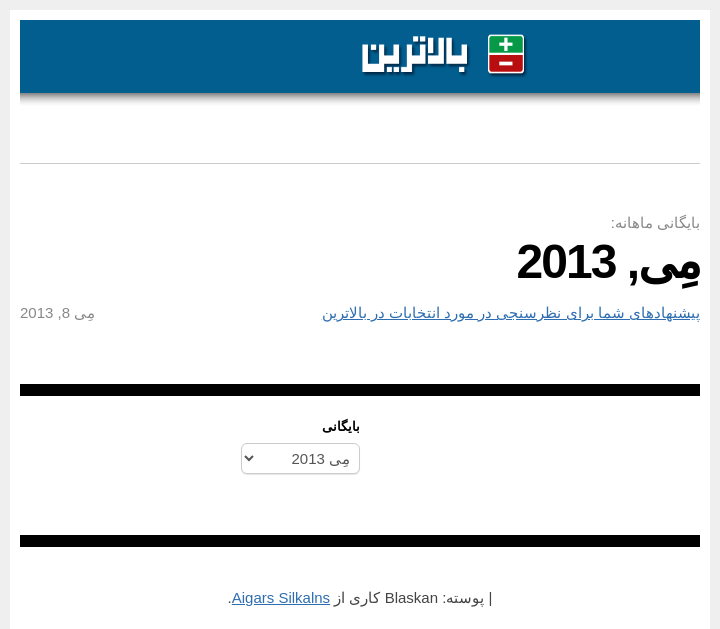 بالاترین
بایگانی ماهانه:
مِی, 2013
پیشنهادهای شما برای نظرسنجی در مورد انتخابات در بالاترین
مِی 8, 2013
بایگانی
مِی 2013
| پوسته: Blaskan کاری از Aigars Silkalns.